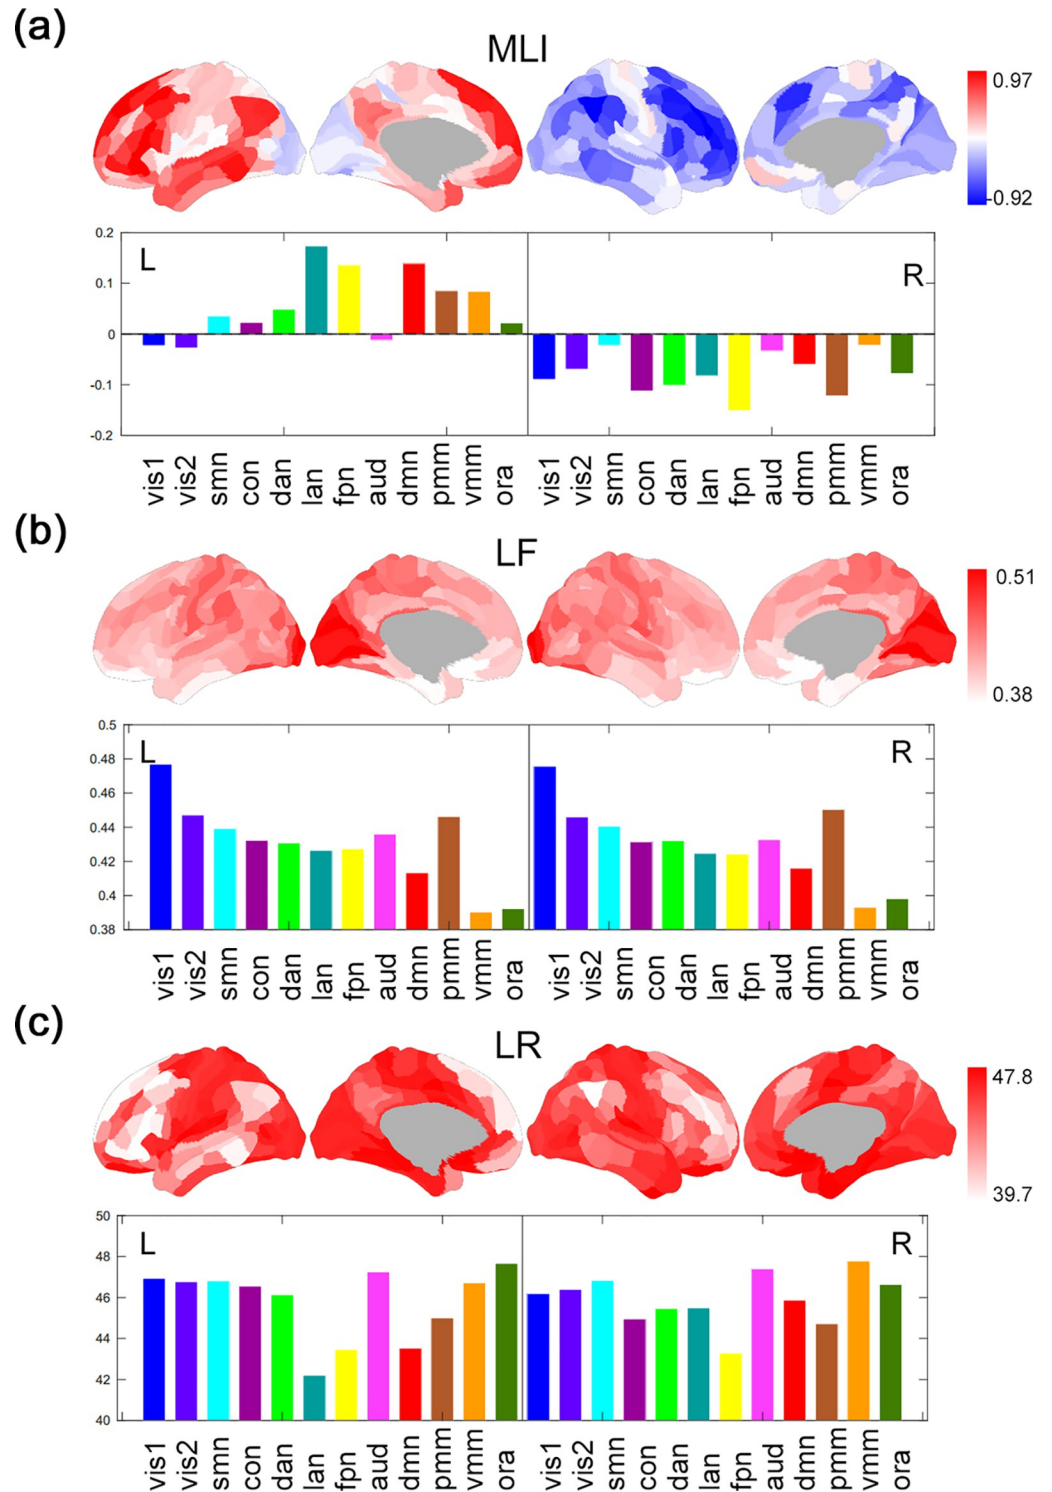 (a)
MLI
0.97
-0.92
0.2
0.1
0
-0.1
-0.2
L
R
vis1 vis2 smn con dan lan fpn aud dmn pmm vmm ora vis1 vis2 smn con dan lan fpn aud dmn pmm vmm ora
(b)
LF
0.51
0.38
0.5
0.48
0.46
0.44
0.42
0.4
0.38
L
R
vis1 vis2 smn con dan lan fpn aud dmn pmm vmm ora vis1 vis2 smn con dan lan fpn aud dmn pmm vmm ora
(c)
LR
47.8
39.7
50
48
46
44
42
40
L
R
vis1 vis2 smn con dan lan fpn aud dmn pmm vmm ora vis1 vis2 smn con dan lan fpn aud dmn pmm vmm ora